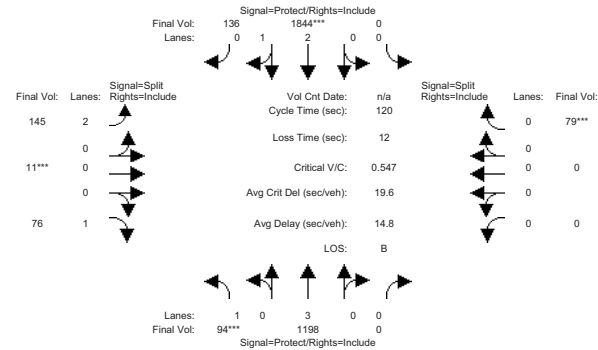 Signal=Protect/Rights=Include
Final Vol: 136 1844*** 0
Lanes: 0 1 2 0 0
Signal=Split
Final Vol: Lanes: Rights=Include
Vol Cnt Date: n/a
Signal=Split
Rights=Include Lanes: Final Vol:
Cycle Time (sec): 120
145 2
0 79***
Loss Time (sec): 12
0
0
11*** 0
Critical V/C: 0.547
0 0
0
Avg Crit Del (sec/veh): 19.6
0
76 1
Avg Delay (sec/veh): 14.8
0 0
LOS: B
Lanes: 1 0 3 0 0
Final Vol: 94*** 1198 0
Signal=Protect/Rights=Include